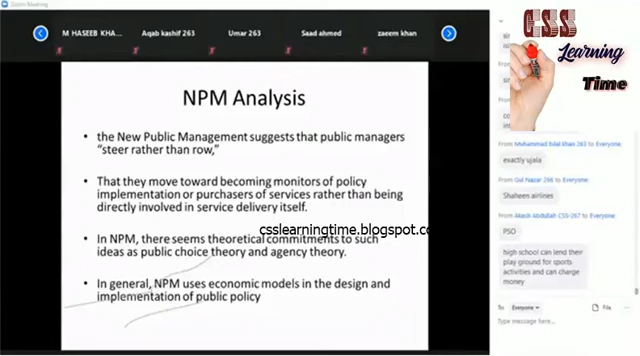 Zoom Meeting
M HASEEB KHA... Aqab kashif 263 Umar 263 Saad ahmed zaeem khan
CSS
Learning
Time
NPM Analysis
• the New Public Management suggests that public managers
"steer rather than row,"
• That they move toward becoming monitors of policy
implementation or purchasers of services rather than being
directly involved in service delivery itself.
csslearningtime.blogspot.co
• In NPM, there seems theoretical commitments to such
ideas as public choice theory and agency theory.
• In general, NPM uses economic models in the design and
implementation of public policy
From Muhammad bilal khan 263 to Everyone:
exactly ujala
From Gul Nazar 266 to Everyone:
Shaheen airlines
From Akash Abdullah CSS-267 to Everyone:
PSO
high school can lend their
play ground for sports
activities and can charge
money
To: Everyone File
Type message here...